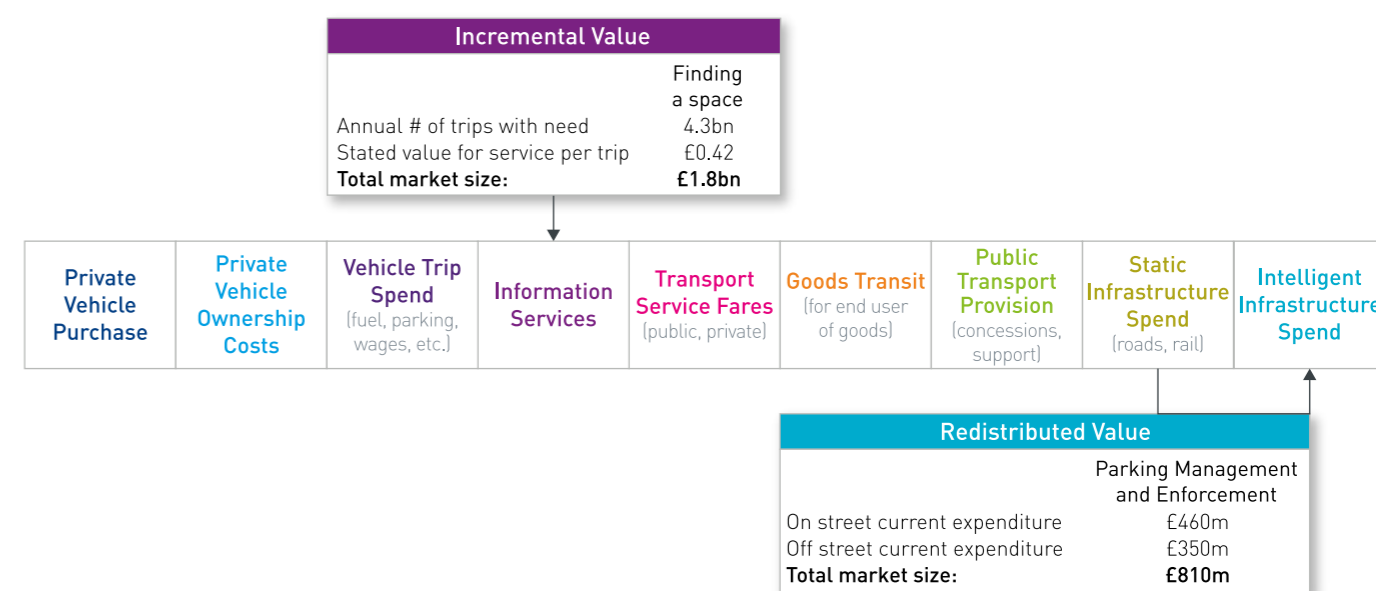 Incremental Value
Finding
a space
Annual # of trips with need 4.3bn
Stated value for service per trip £0.42
Total market size: £1.8bn
Private
Vehicle
Purchase
Private
Vehicle
Ownership
Costs
Vehicle Trip
Spend
(fuel, parking,
wages, etc.)
Information
Services
Transport
Service Fares
(public, private)
Goods Transit
(for end user
of goods)
Public
Transport
Provision
(concessions,
support)
Static
Infrastructure
Spend
(roads, rail)
Intelligent
Infrastructure
Spend
Redistributed Value
Parking Management
and Enforcement
On street current expenditure £460m
Off street current expenditure £350m
Total market size: £810m